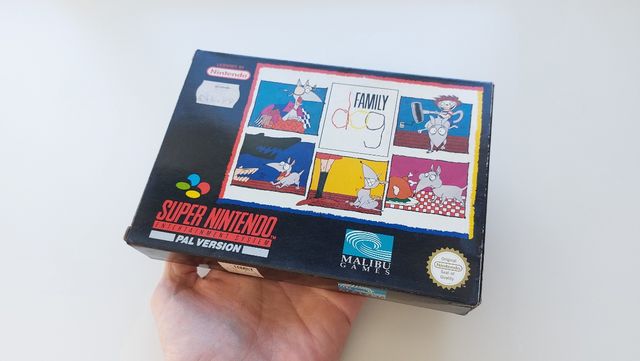 LICENSED BY
Nintendo
FAMILY
dog
SUPER NINTENDO
ENTERTAINMENT SYSTEM
PAL VERSION
MALIBU
GAMES
Original
Nintendo
Seal of
Quality